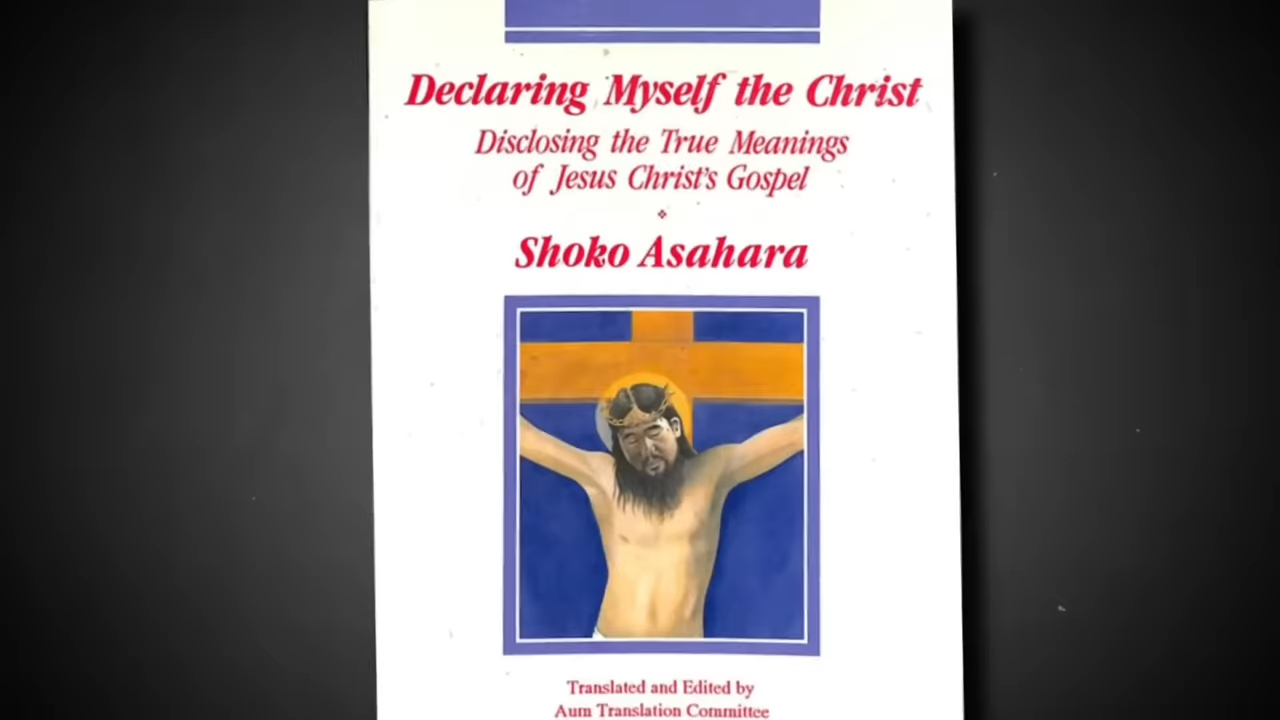 Declaring Myself the Christ
Disclosing the True Meanings
of Jesus Christ's Gospel
Shoko Asahara
Translated and Edited by
Aum Translation Committee